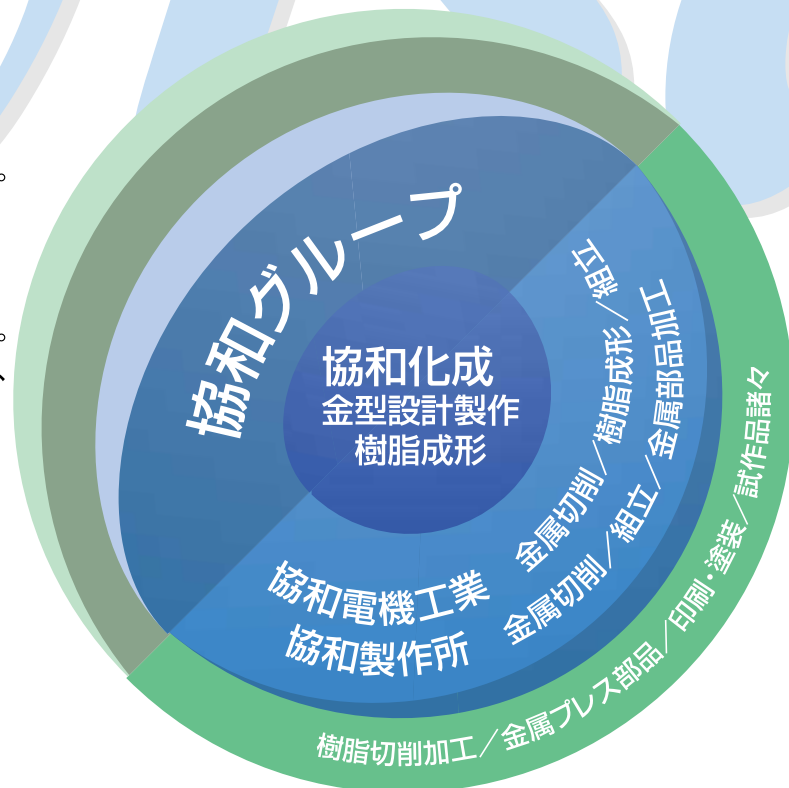 協和グループ
協和化成
金型設計製作
樹脂成形
協和電機工業 金属切削／樹脂成形／組立
協和製作所 金属切削／組立／金属部品加工
樹脂切削加工／金属プレス部品／印刷・塗装／試作品諸々